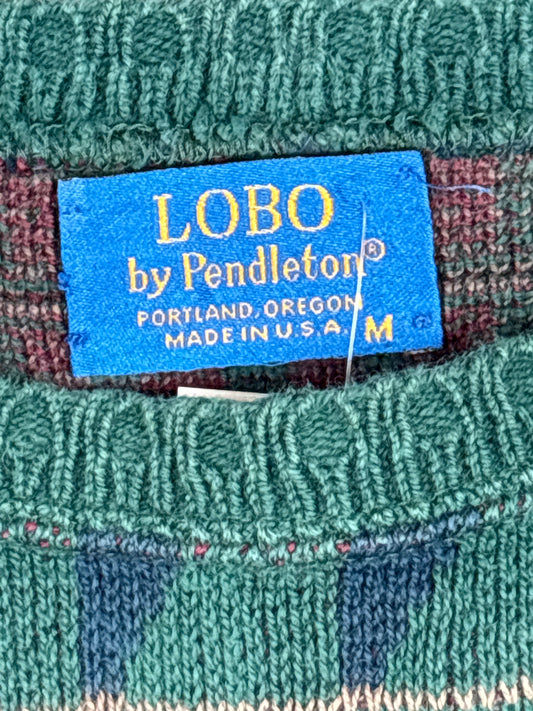 LOBO
by Pendleton®
PORTLAND, OREGON
MADE IN U.S.A. M